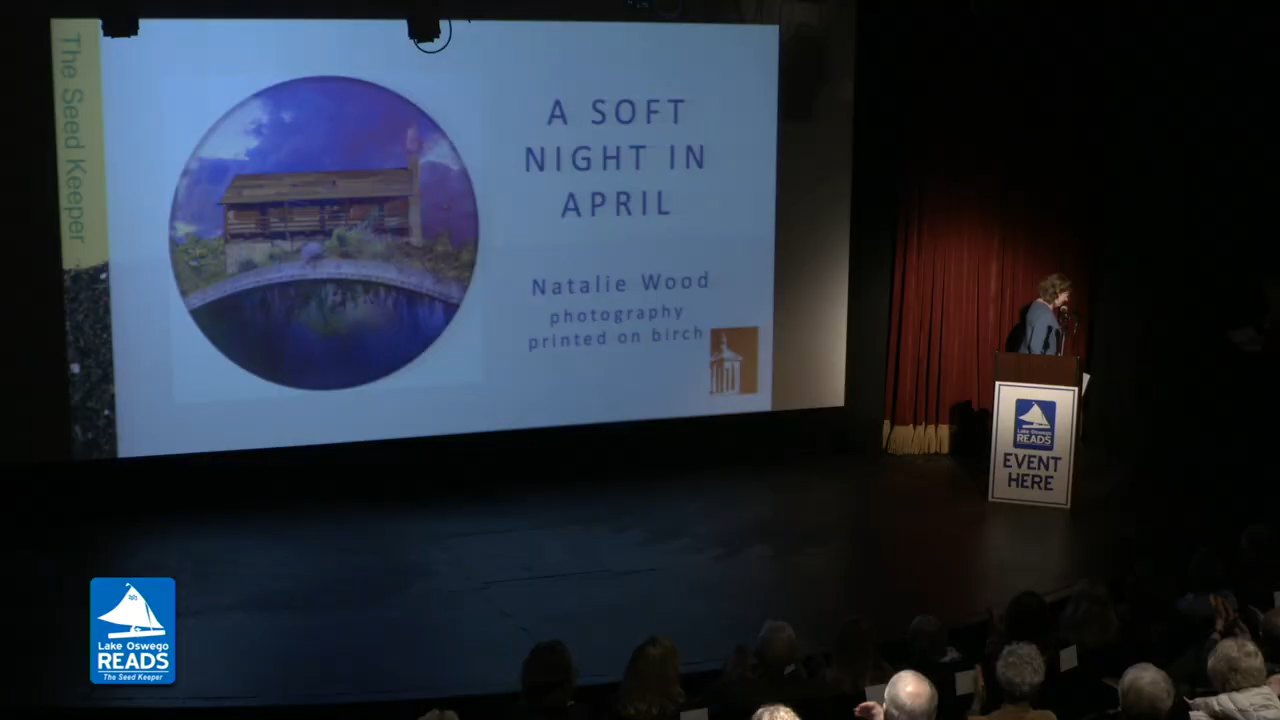 The Seed Keeper
A SOFT
NIGHT IN
APRIL
Natalie Wood
photography
printed on birch
Lake Oswego
READS
EVENT
HERE
Lake Oswego
READS
The Seed Keeper